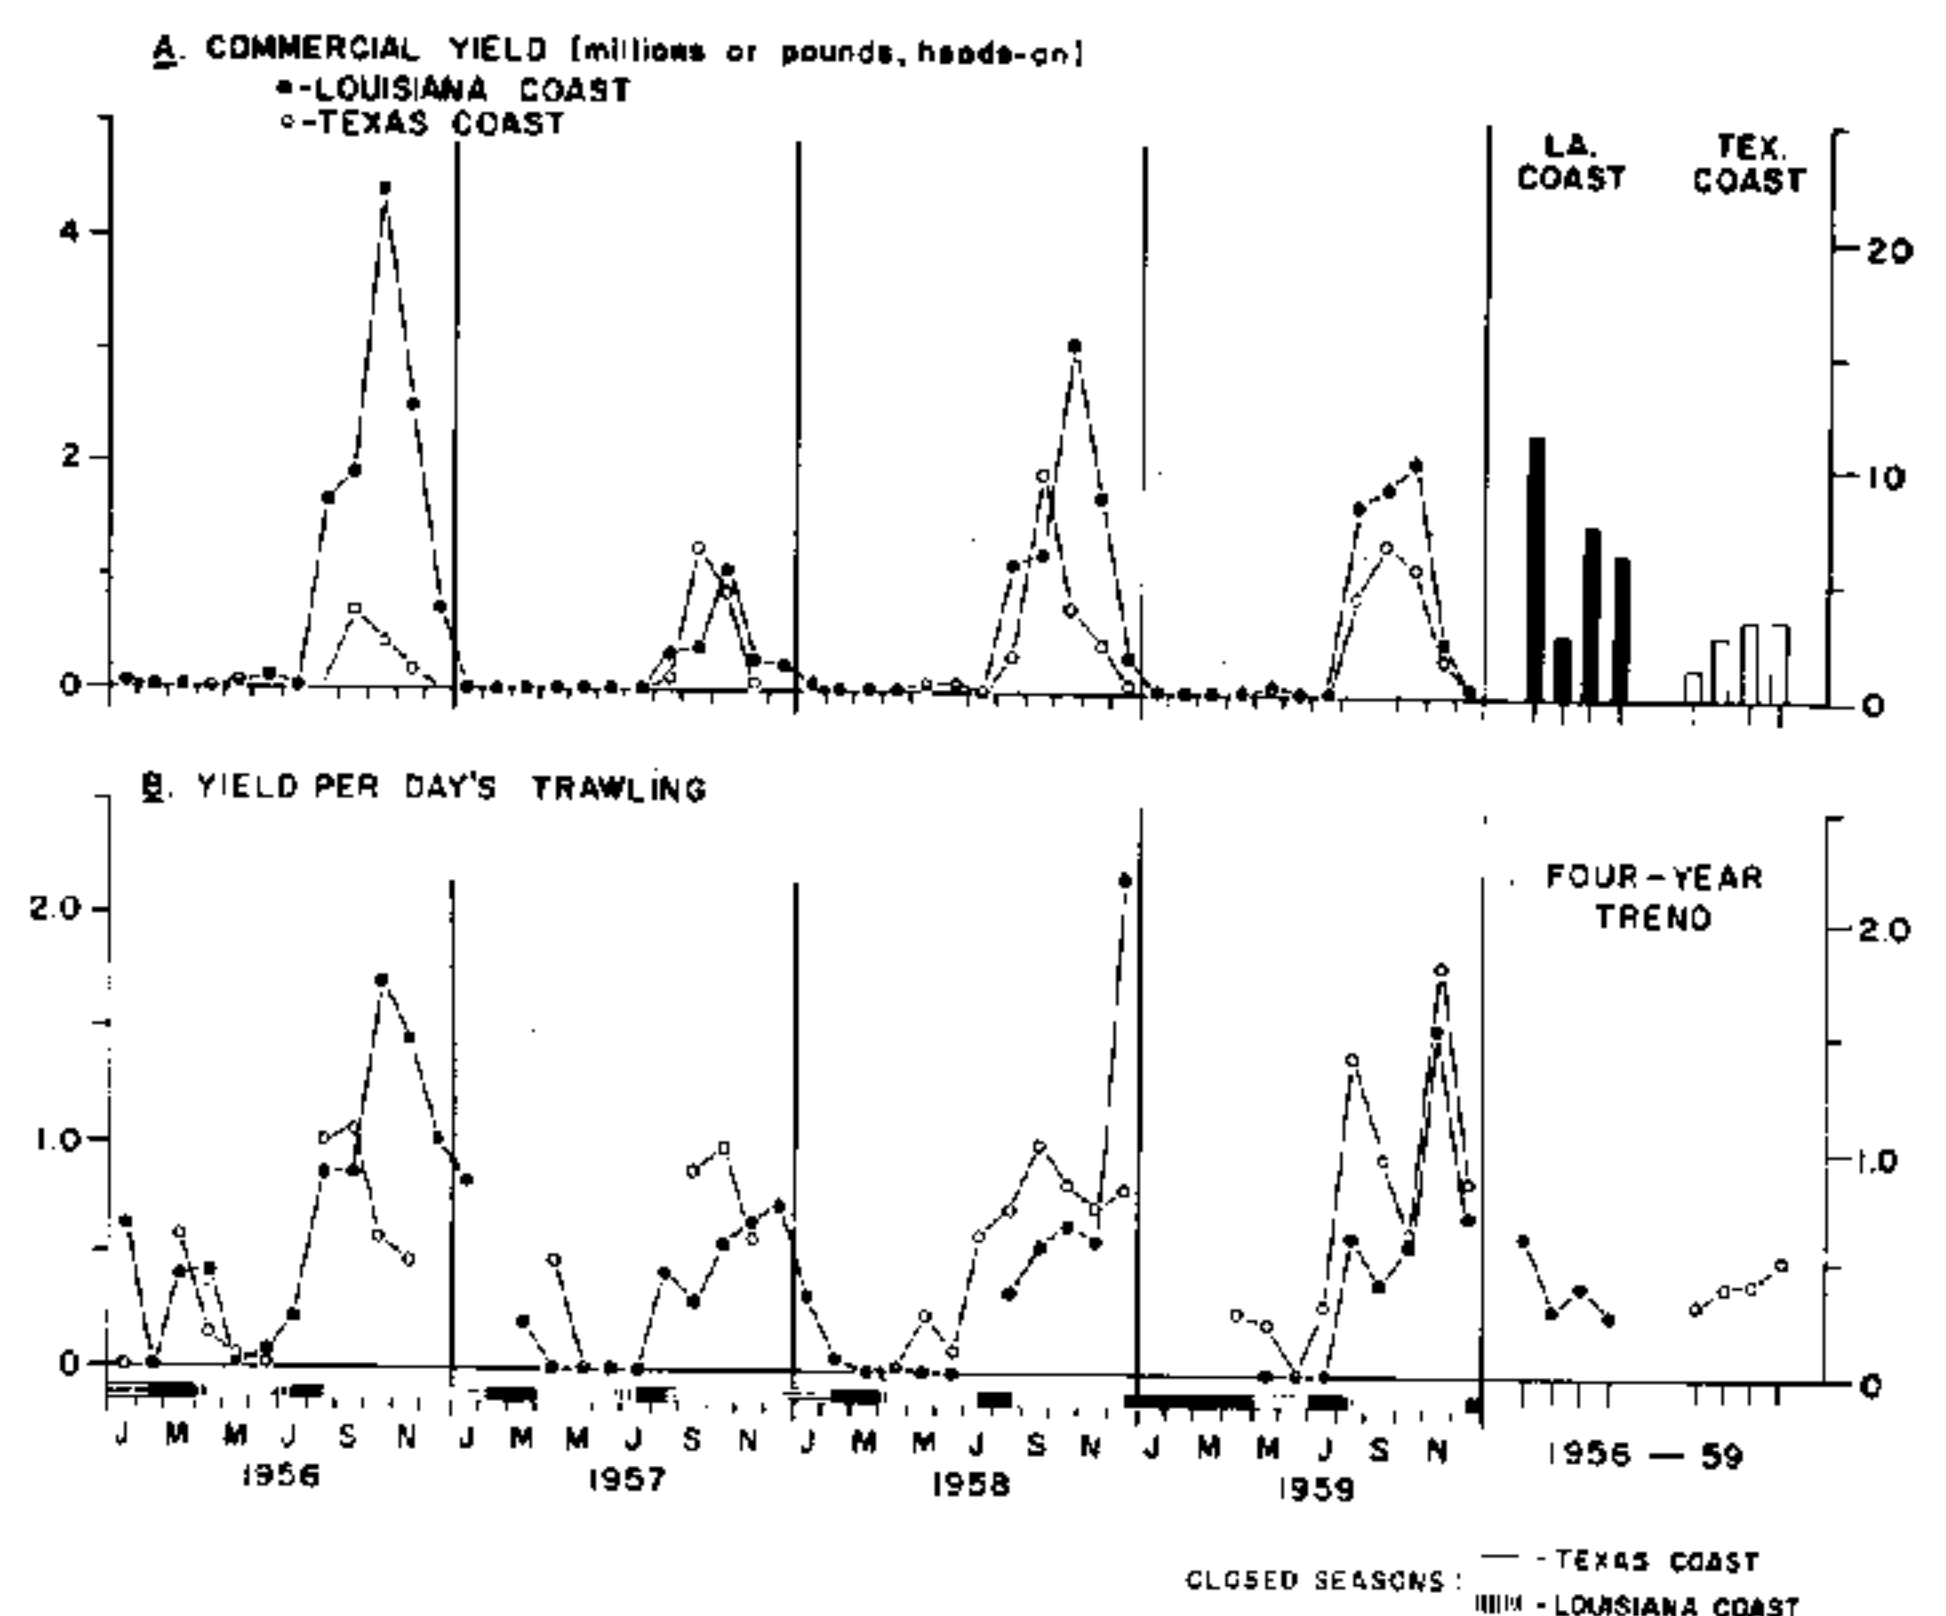 A. COMMERCIAL YIELD [millions or pounds, heads-on]
•-LOUISIANA COAST
○-TEXAS COAST
LA. COAST
TEX. COAST
4
2
0
20
10
0
B. YIELD PER DAY'S TRAWLING
FOUR-YEAR
TREND
2.0
1.0
0
2.0
1.0
0
J M M J S N J M M J S N J M M J S N J M M J S N
1956 1957 1958 1959 1956 — 59
CLOSED SEASONS: — - TEXAS COAST
- LOUISIANA COAST